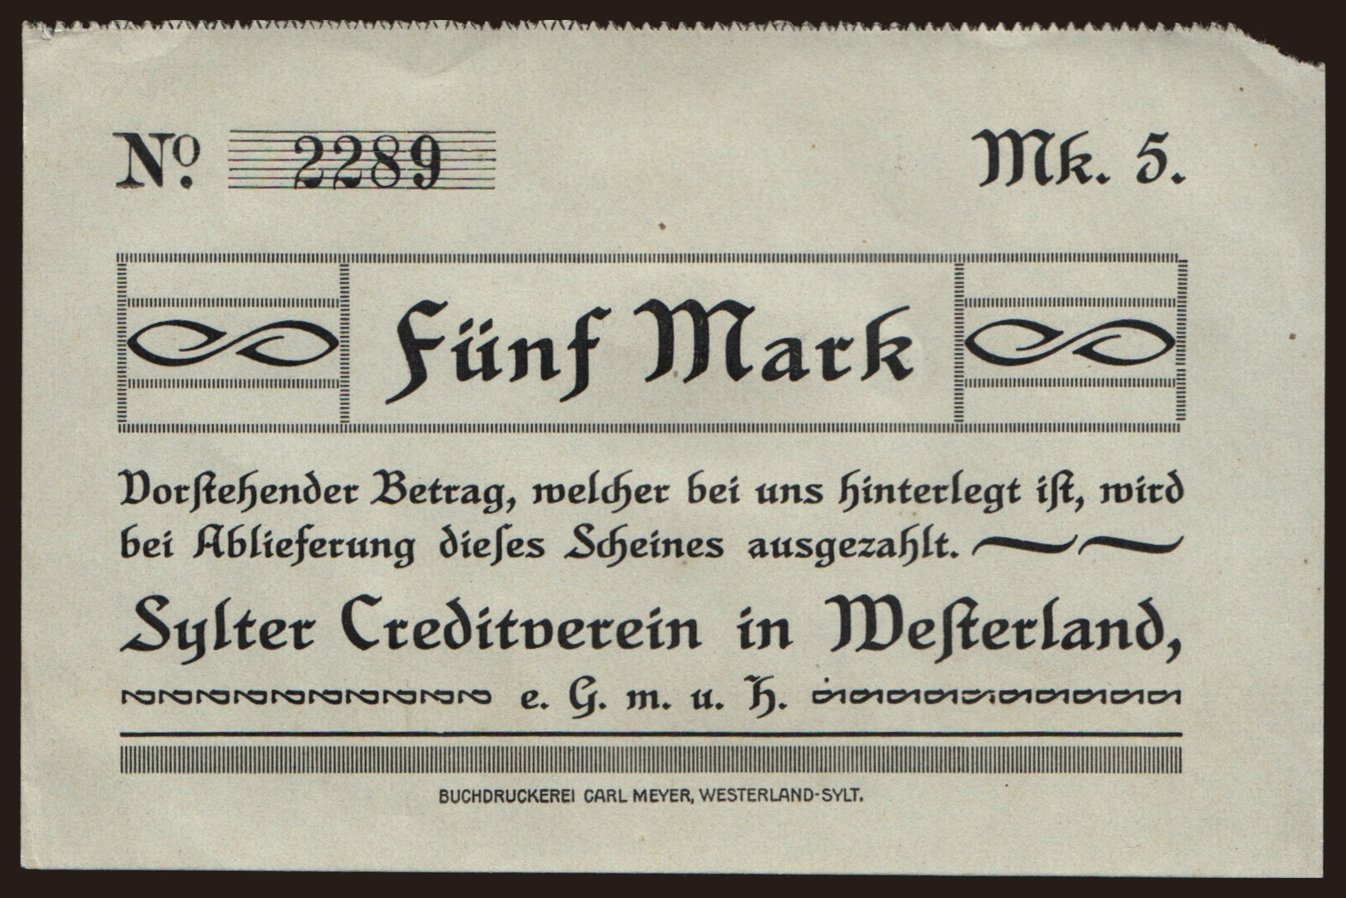 No. 2289 Mk. 5.
Fünf Mark
Vorſtehender Betrag, welcher bei uns hinterlegt iſt, wird
bei Ablieferung dieſes Scheines ausgezahlt.
Sylter Creditverein in Weſterland,
e. G. m. u. H.
BUCHDRUCKEREI CARL MEYER, WESTERLAND-SYLT.